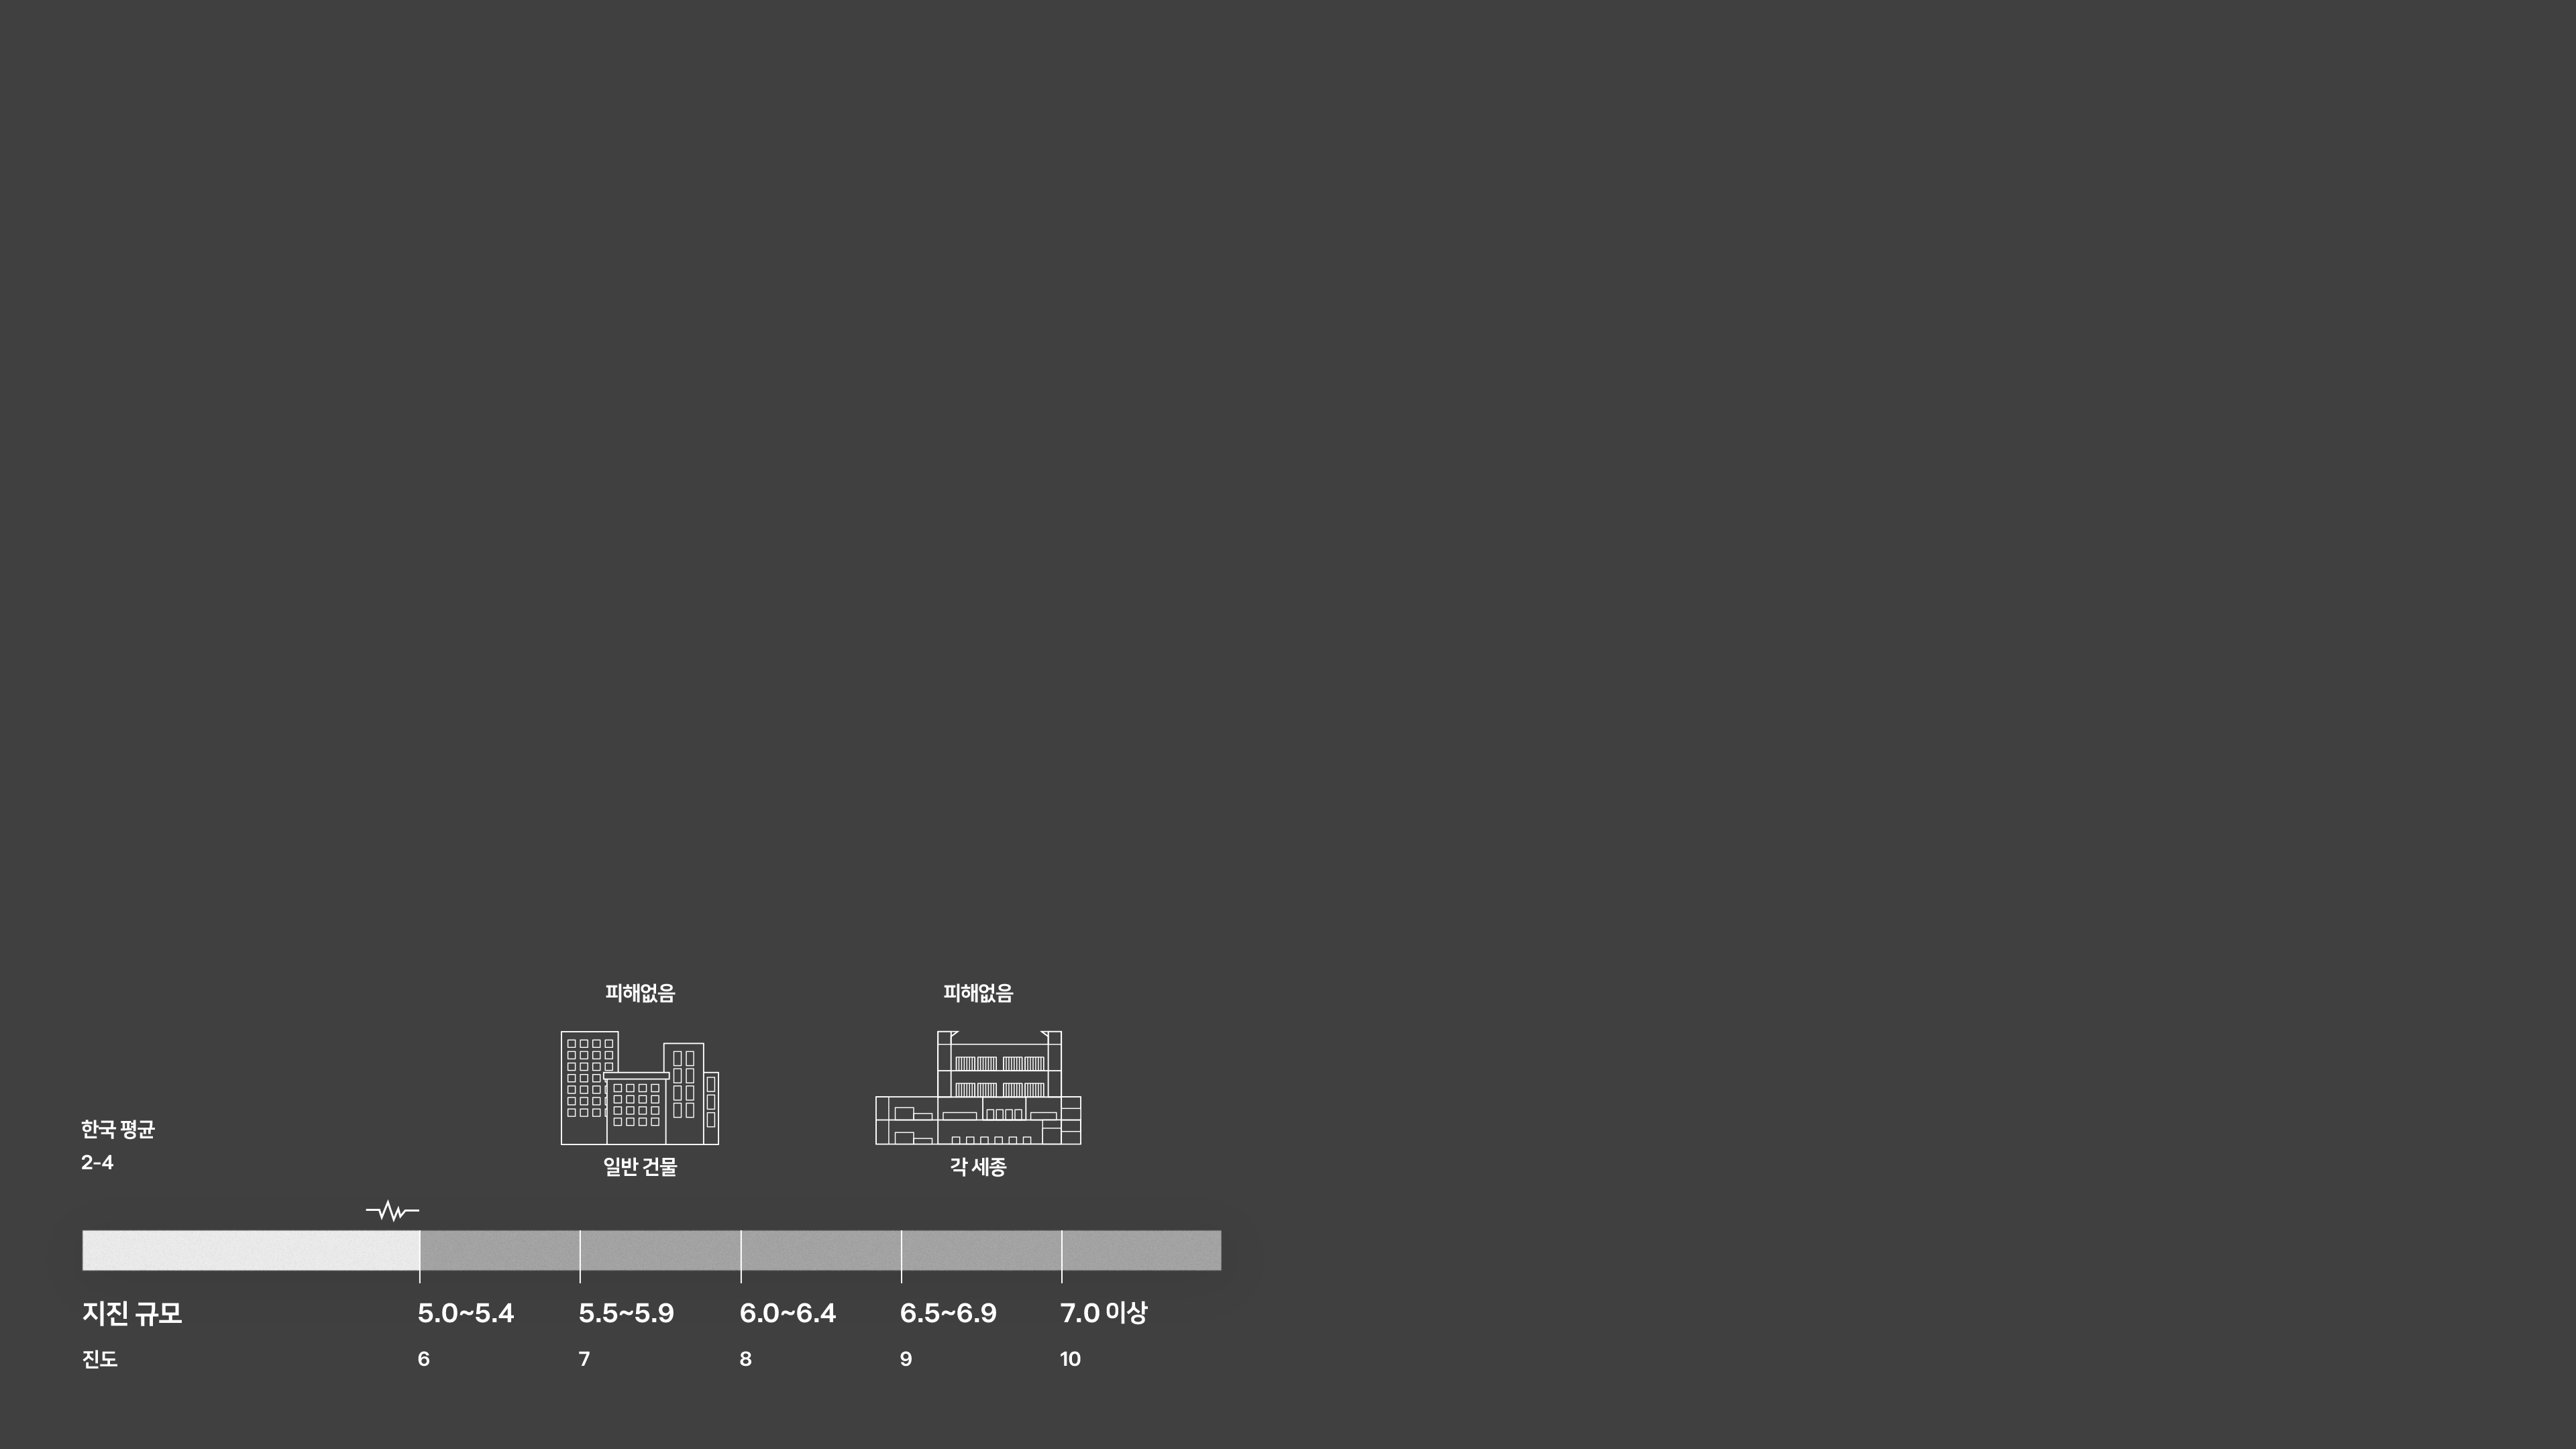 피해없음
피해없음
일반 건물
각 세종
한국 평균
2-4
지진 규모
5.0~5.4
5.5~5.9
6.0~6.4
6.5~6.9
7.0 이상
진도
6
7
8
9
10